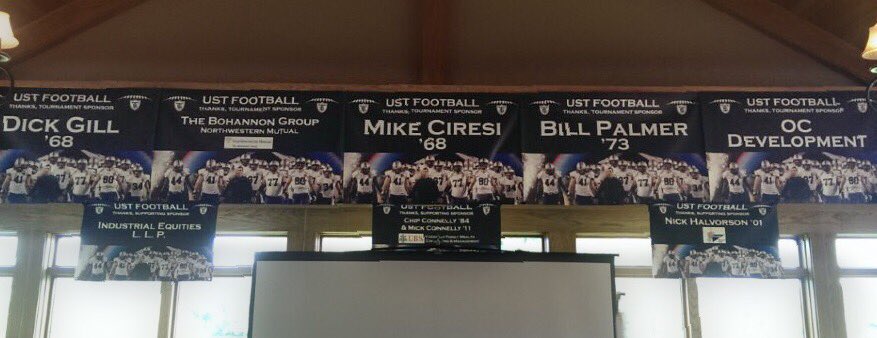 UST FOOTBALL
THANKS, TOURNAMENT SPONSOR
DICK GILL
'68
UST FOOTBALL
THANKS, TOURNAMENT SPONSOR
THE BOHANNON GROUP
NORTHWESTERN MUTUAL
UST FOOTBALL
THANKS, TOURNAMENT SPONSOR
MIKE CIRESI
'68
UST FOOTBALL
THANKS, TOURNAMENT SPONSOR
BILL PALMER
'73
UST FOOTBALL
THANKS, TOURNAMENT SPONSOR
OC
DEVELOPMENT
UST FOOTBALL
THANKS, SUPPORTING SPONSOR
INDUSTRIAL EQUITIES
L.L.P.
UST FOOTBALL
THANKS, SUPPORTING SPONSOR
CHIP CONNELLY '84
& MICK CONNELLY '11
UBS
UST FOOTBALL
THANKS, SUPPORTING SPONSOR
NICK HALVORSON '01